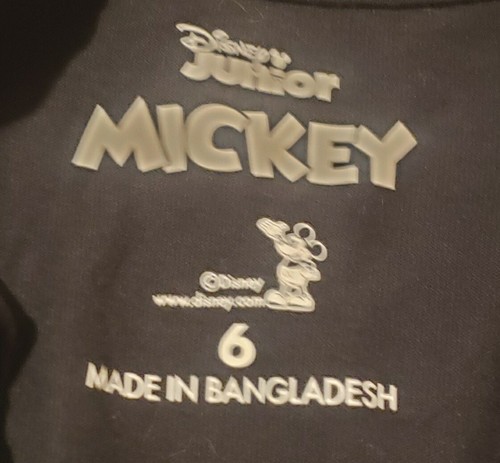 Disney
Junior
MICKEY
©Disney
www.disney.com
6
MADE IN BANGLADESH